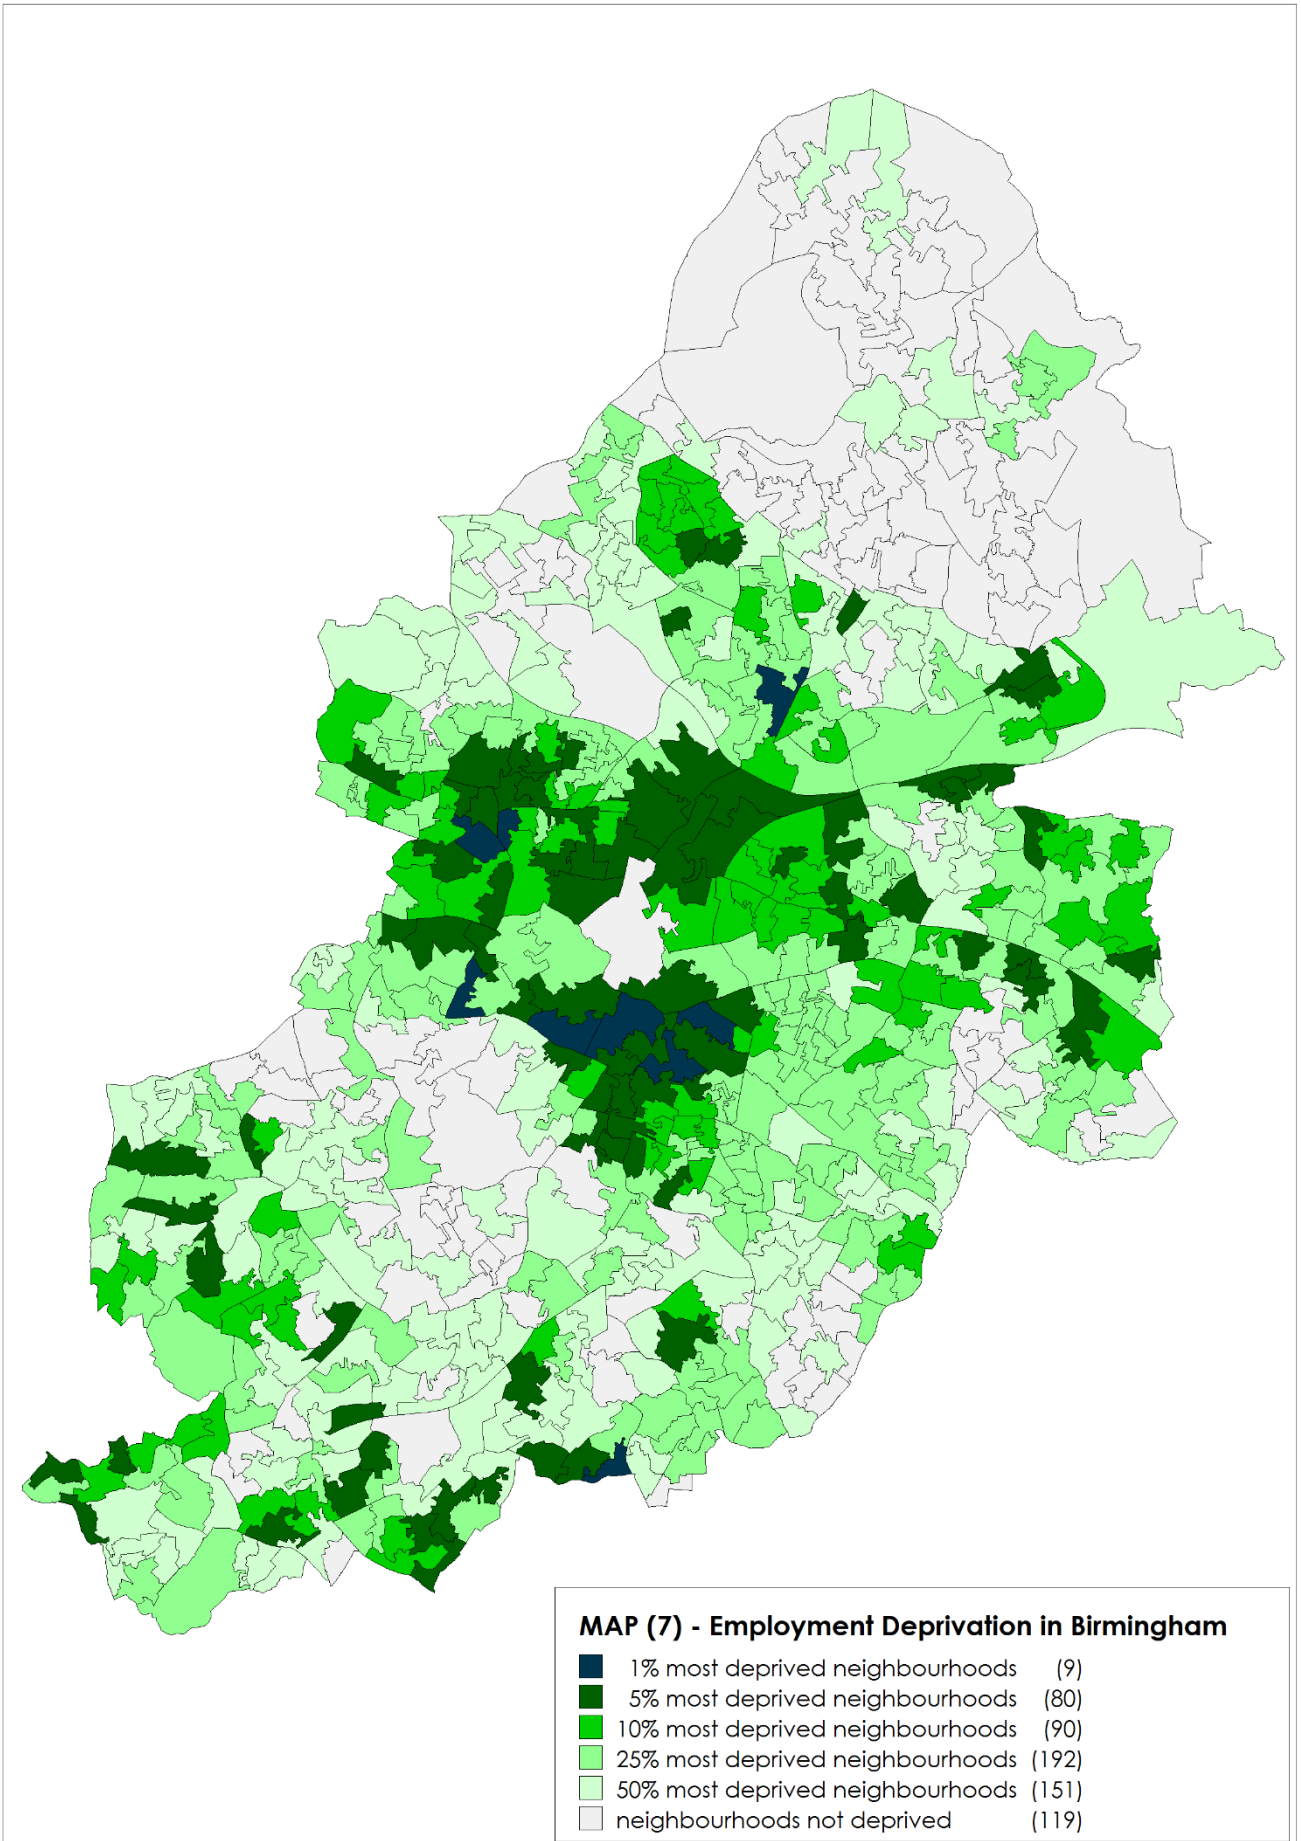 MAP (7) - Employment Deprivation in Birmingham
1% most deprived neighbourhoods (9)
5% most deprived neighbourhoods (80)
10% most deprived neighbourhoods (90)
25% most deprived neighbourhoods (192)
50% most deprived neighbourhoods (151)
neighbourhoods not deprived (119)